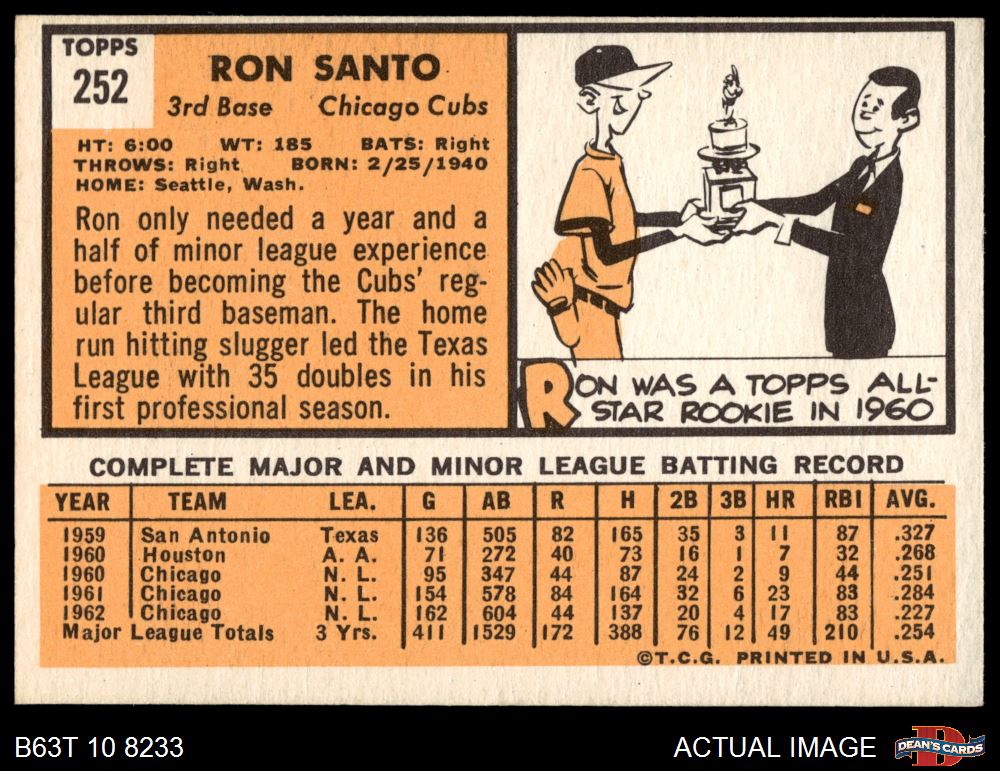 TOPPS
252
RON SANTO
3rd Base Chicago Cubs
HT: 6:00 WT: 185 BATS: Right
THROWS: Right BORN: 2/25/1940
HOME: Seattle, Wash.
Ron only needed a year and a
half of minor league experience
before becoming the Cubs' reg-
ular third baseman. The home
run hitting slugger led the Texas
League with 35 doubles in his
first professional season.
RON WAS A TOPPS ALL-
STAR ROOKIE IN 1960
COMPLETE MAJOR AND MINOR LEAGUE BATTING RECORD
YEAR TEAM LEA. G AB R H 2B 3B HR RBI AVG.
1959 San Antonio Texas 136 505 82 165 35 3 11 87 .327
1960 Houston A. A. 71 272 40 73 16 1 7 32 .268
1960 Chicago N. L. 95 347 44 87 24 2 9 44 .251
1961 Chicago N. L. 154 578 84 164 32 6 23 83 .284
1962 Chicago N. L. 162 604 44 137 20 4 17 83 .227
Major League Totals 3 Yrs. 411 1529 172 388 76 12 49 210 .254
©T.C.G. PRINTED IN U.S.A.
B63T 10 8233
ACTUAL IMAGE
D
DEAN'S CARDS